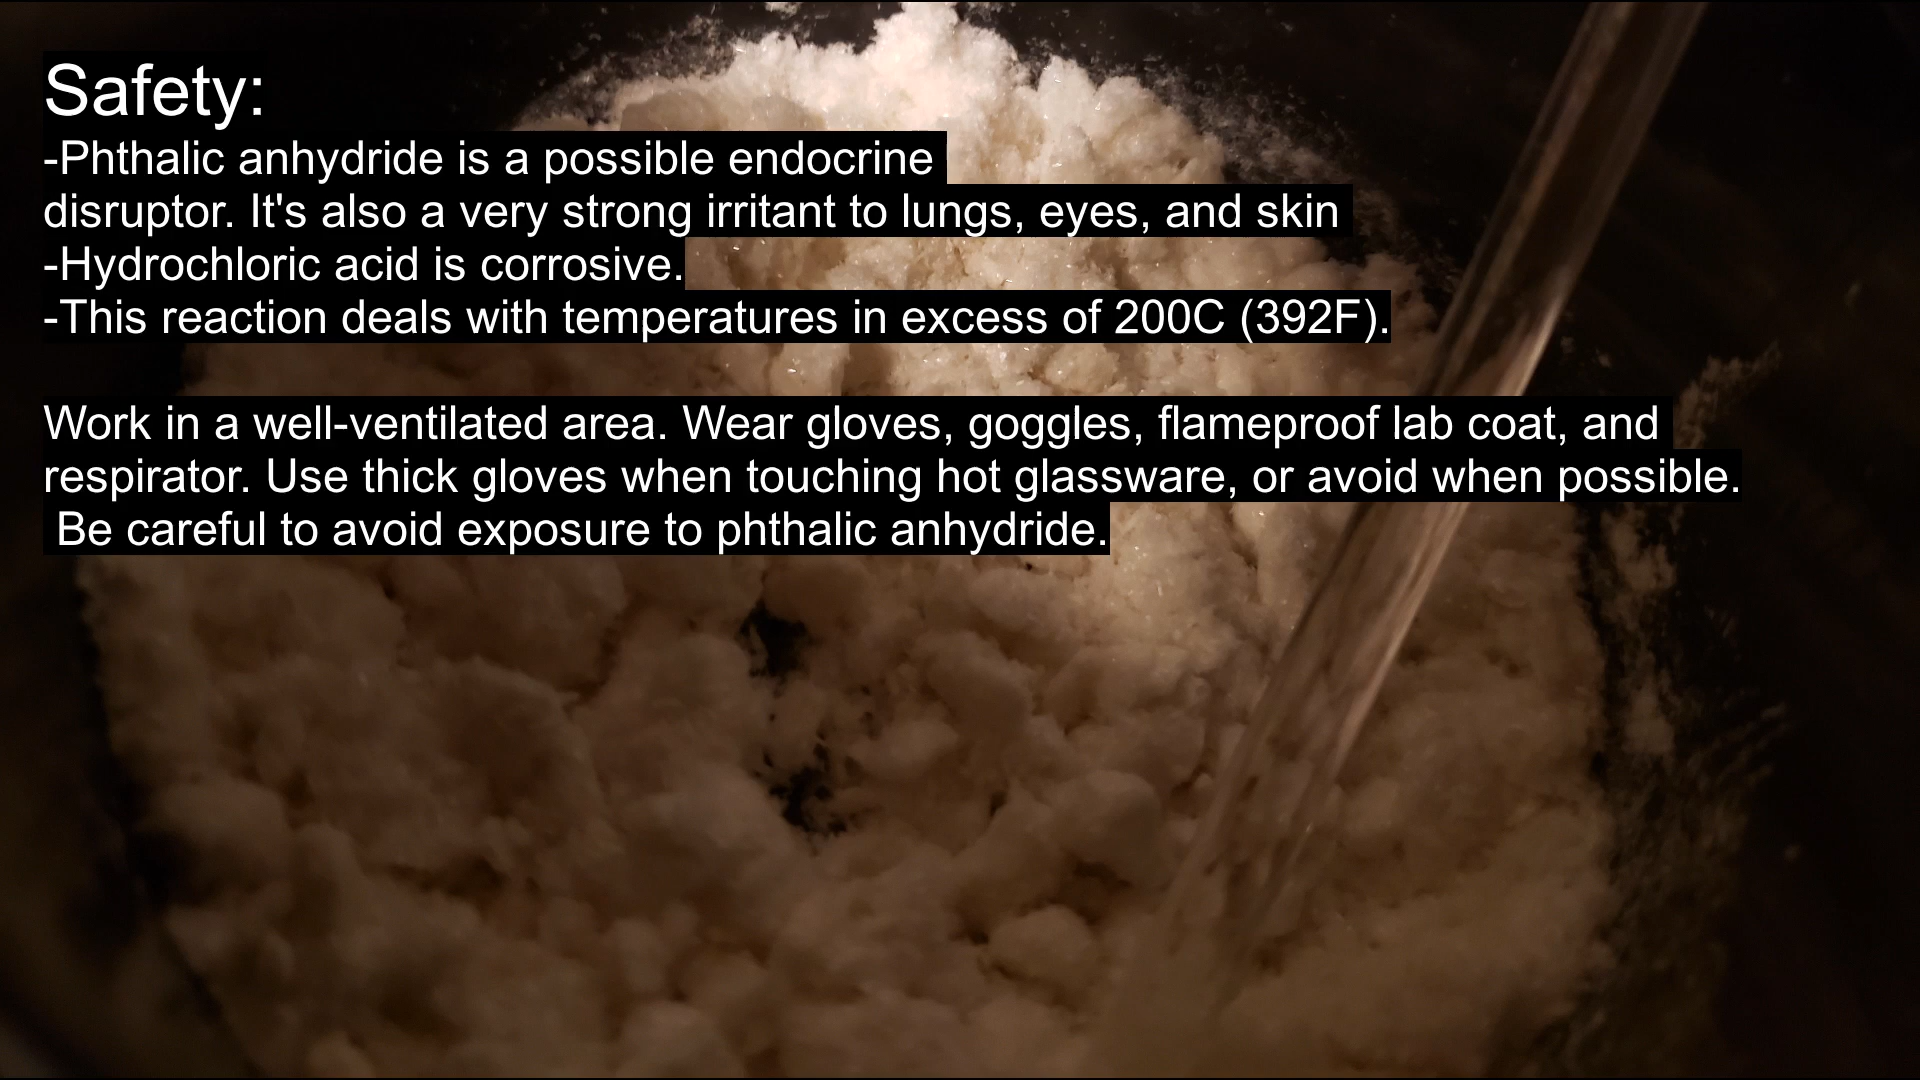 Safety:
-Phthalic anhydride is a possible endocrine
disruptor. It's also a very strong irritant to lungs, eyes, and skin
-Hydrochloric acid is corrosive.
-This reaction deals with temperatures in excess of 200C (392F).
Work in a well-ventilated area. Wear gloves, goggles, flameproof lab coat, and
respirator. Use thick gloves when touching hot glassware, or avoid when possible.
Be careful to avoid exposure to phthalic anhydride.